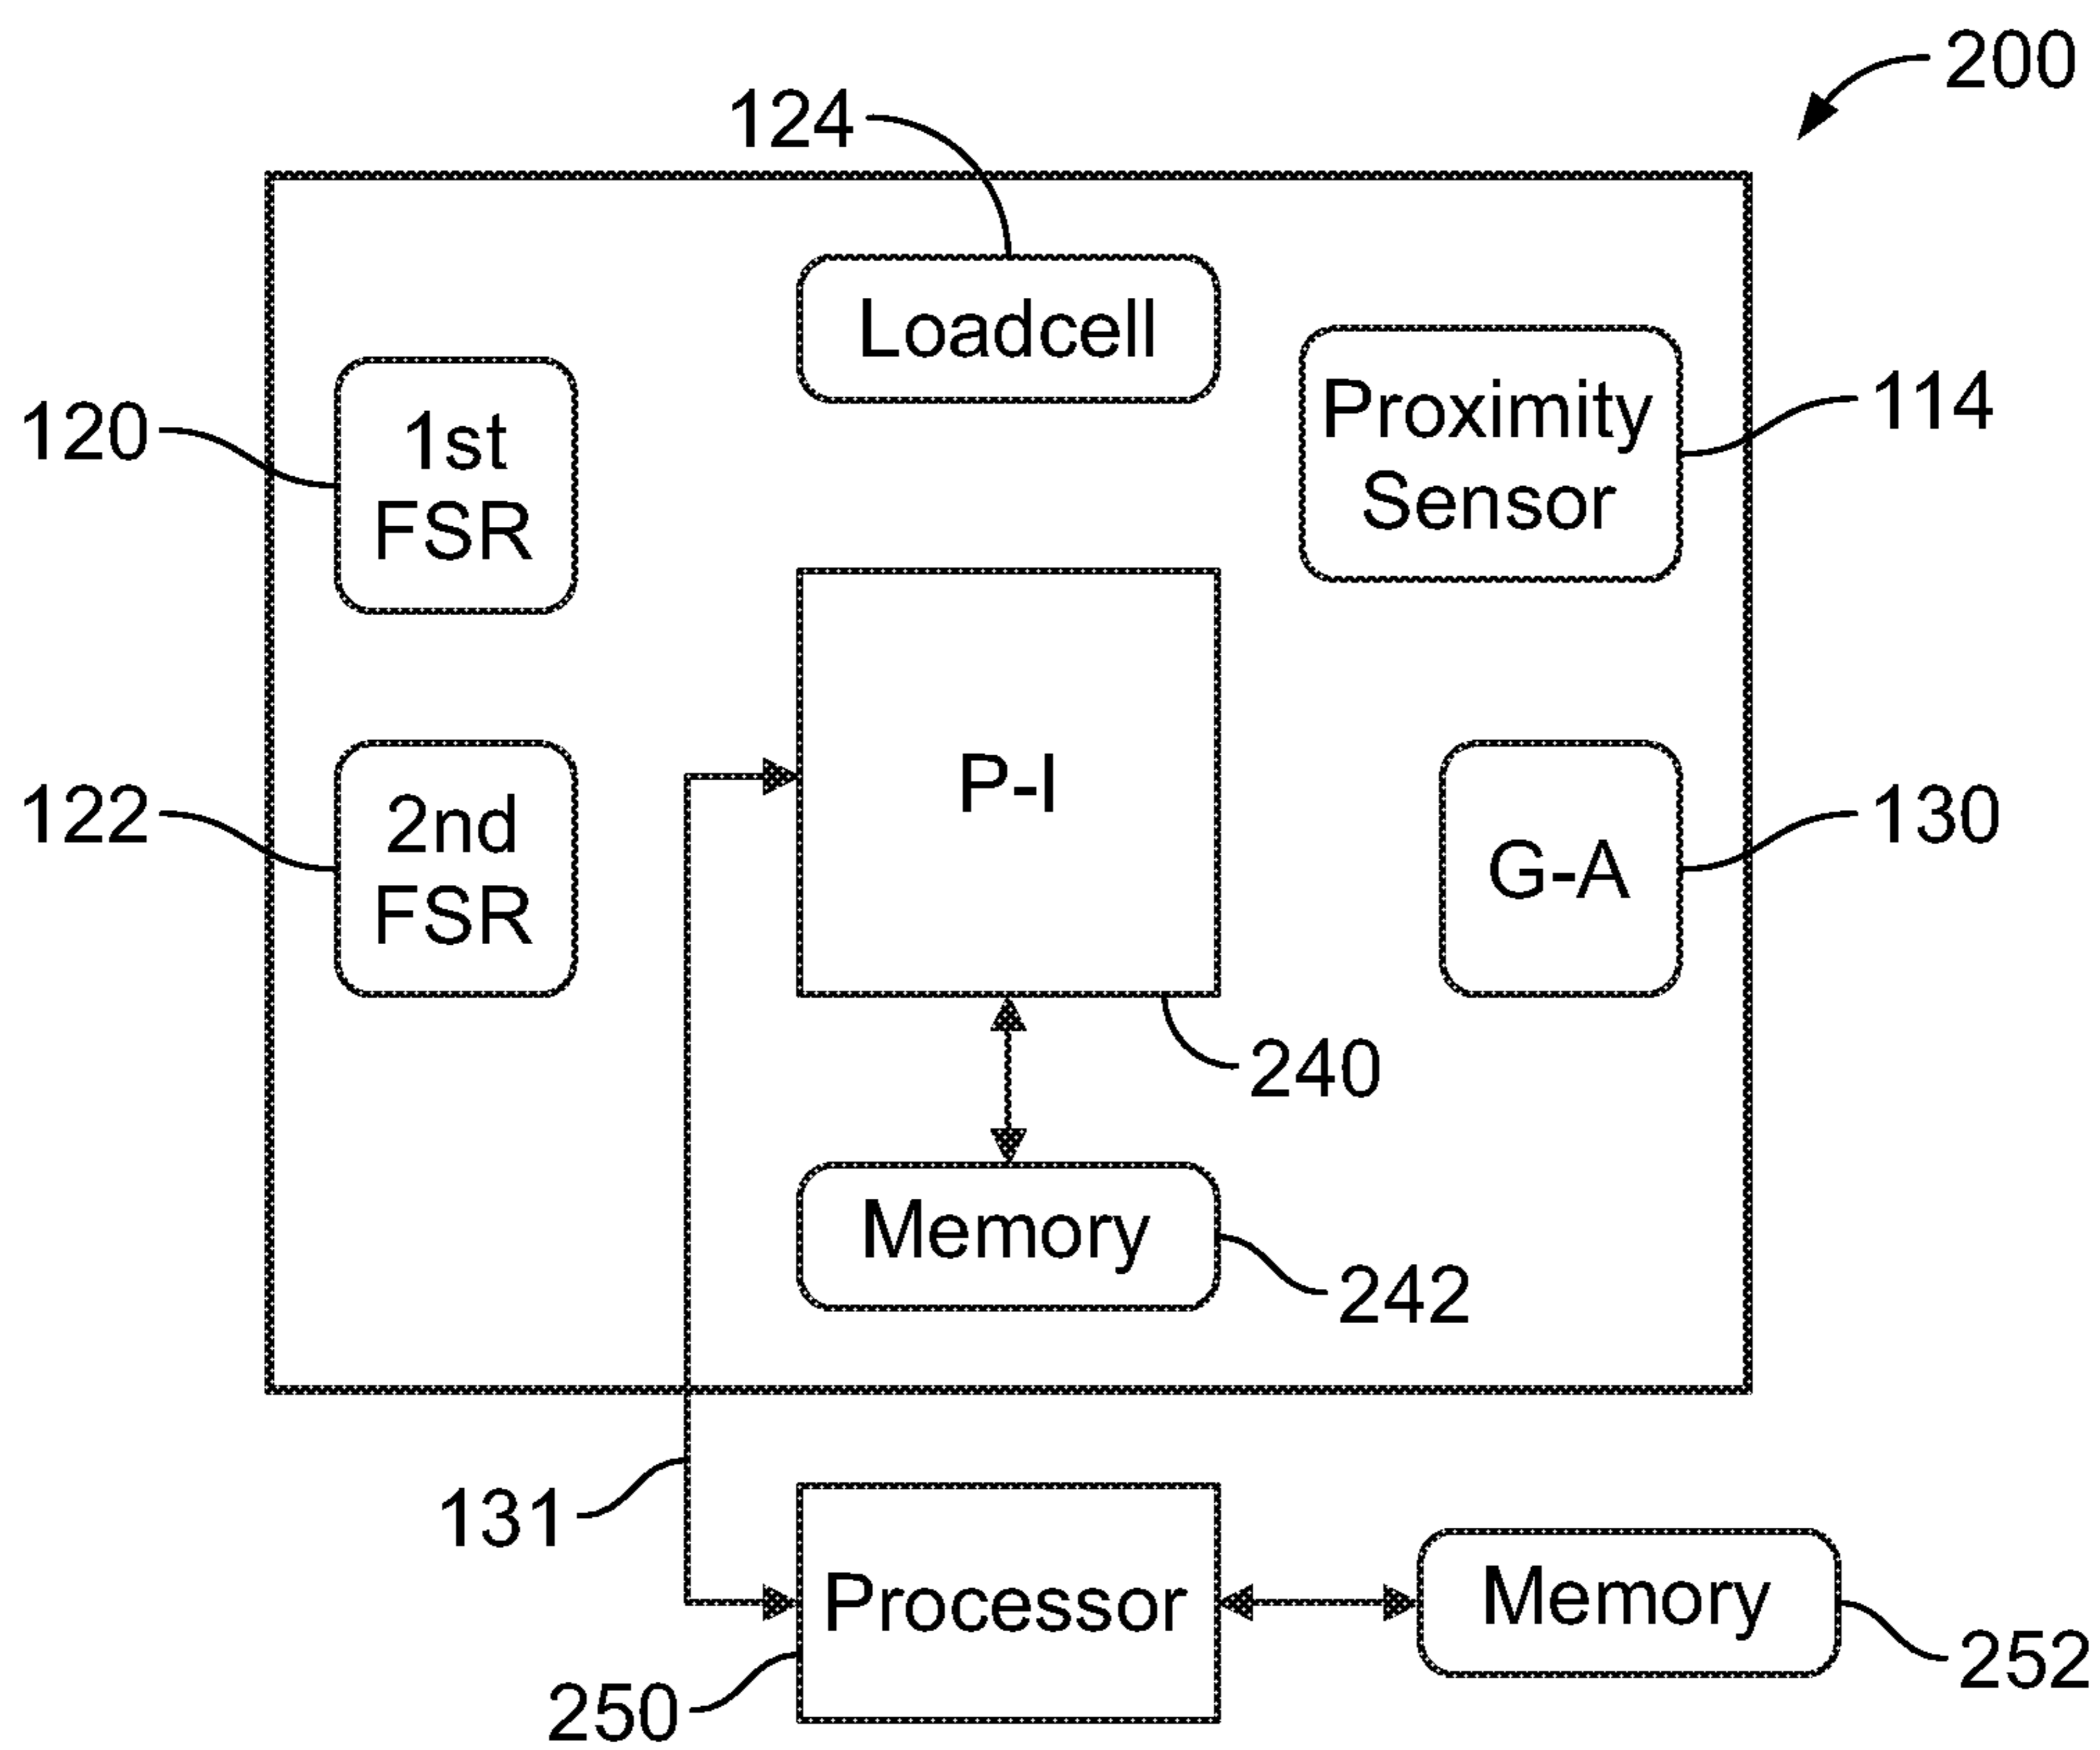 200
124
Loadcell
Proximity
Sensor
114
120
1st
FSR
P-I
122
2nd
FSR
130
G-A
240
Memory
242
131
Processor
250
Memory
252